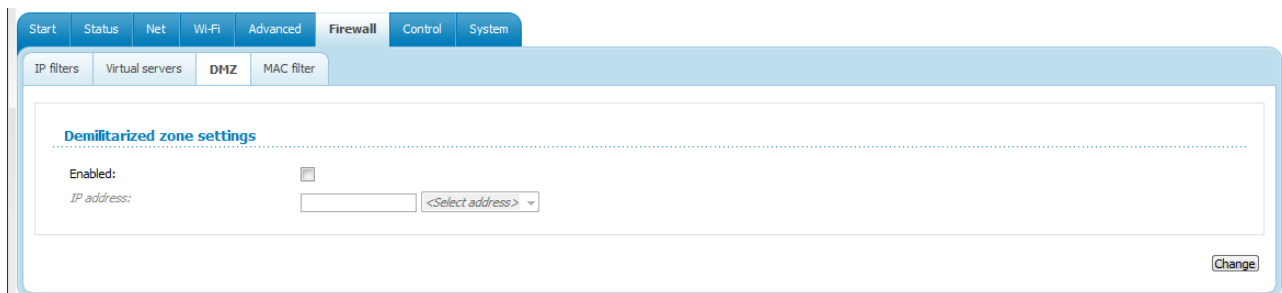 Start Status Net Wi-Fi Advanced Firewall Control System
IP filters Virtual servers DMZ MAC filter
Demilitarized zone settings
Enabled:
IP address: <Select address>
Change